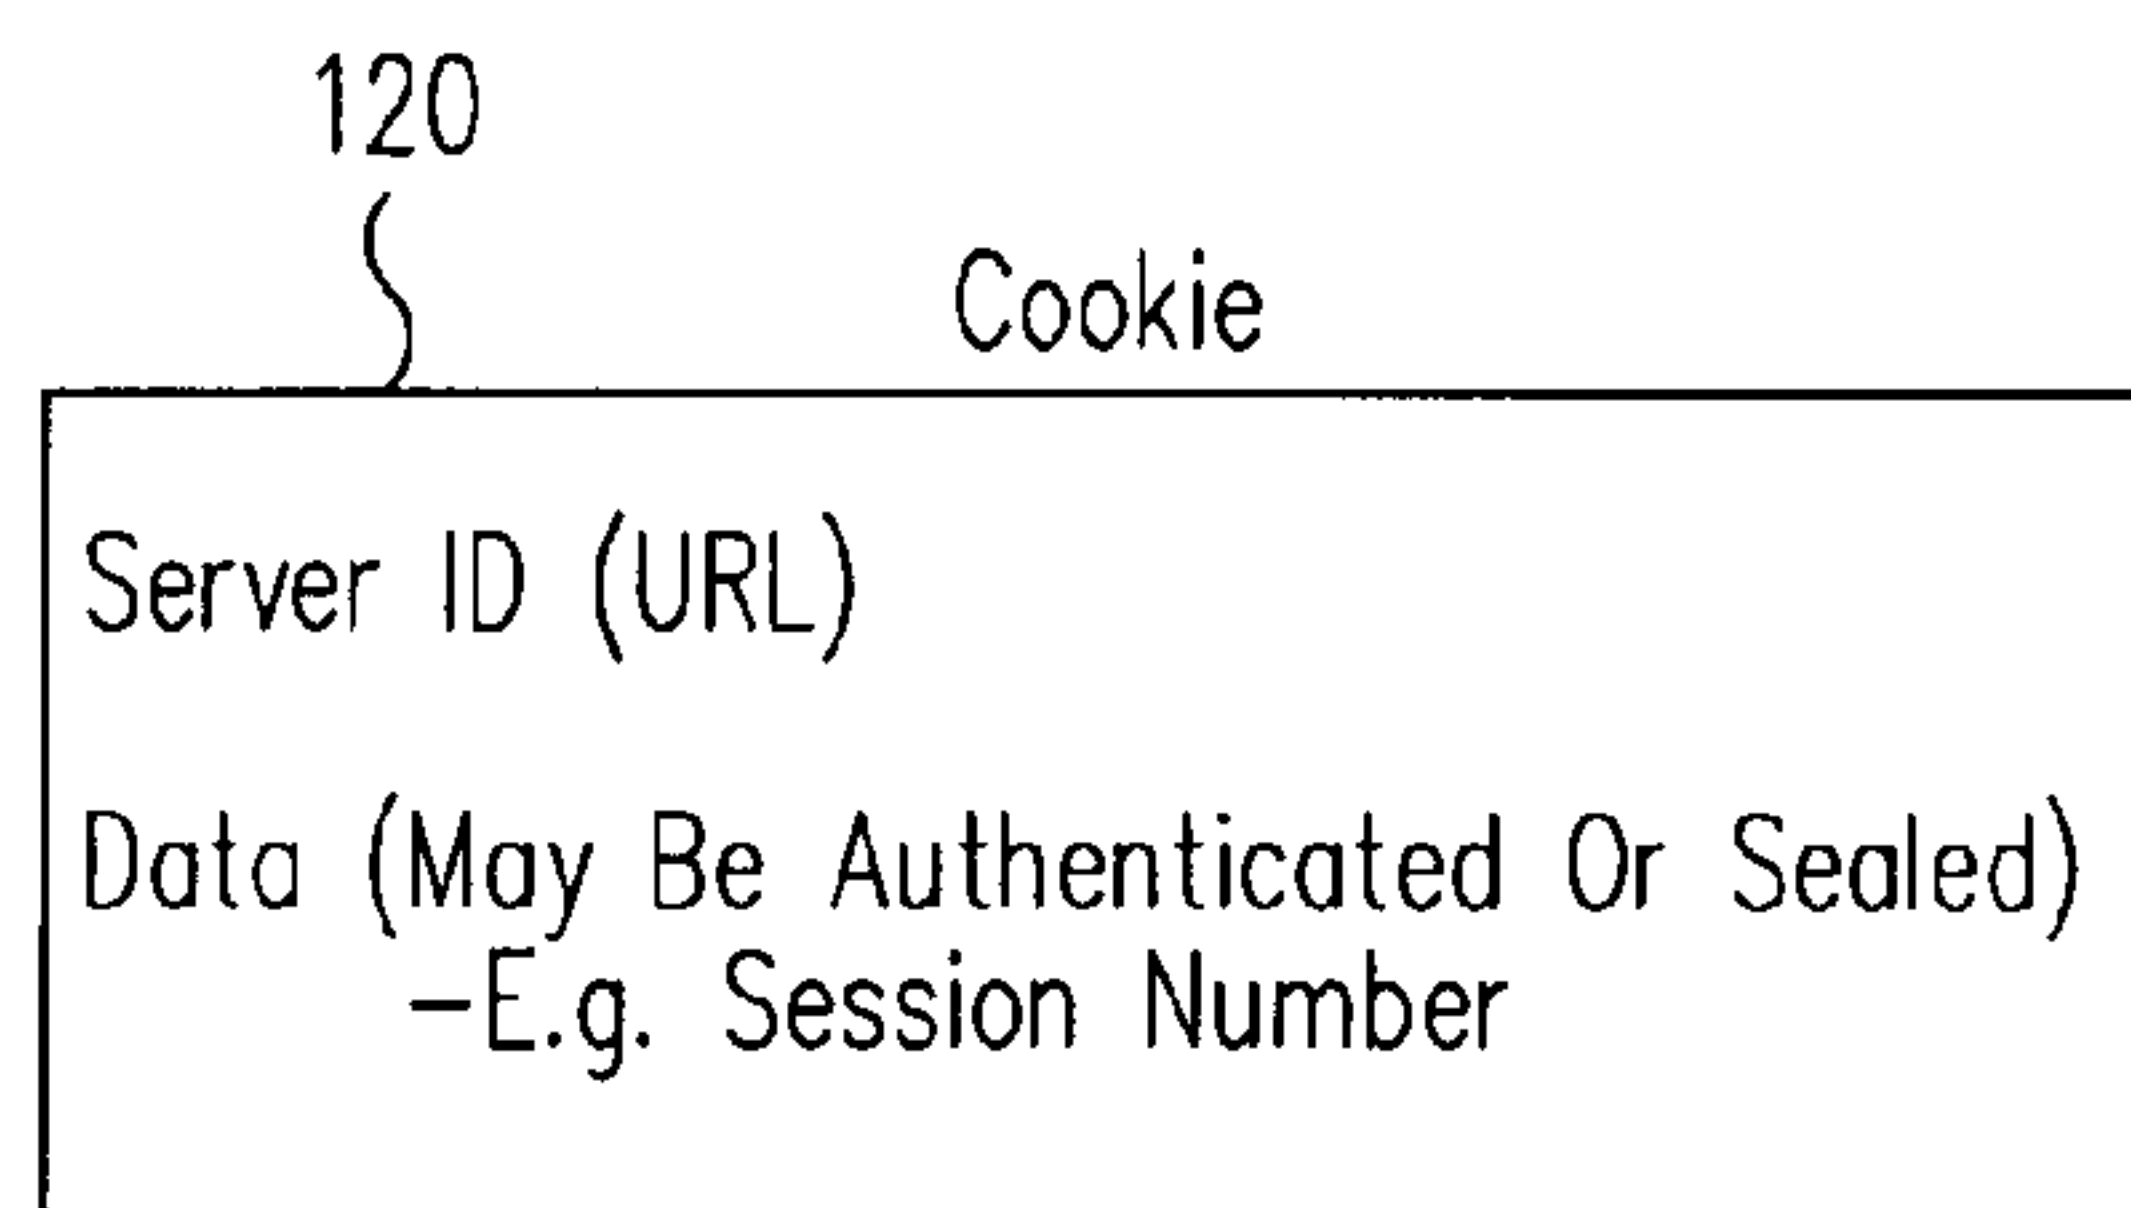 120
Cookie
Server ID (URL)
Data (May Be Authenticated Or Sealed)
-E.g. Session Number